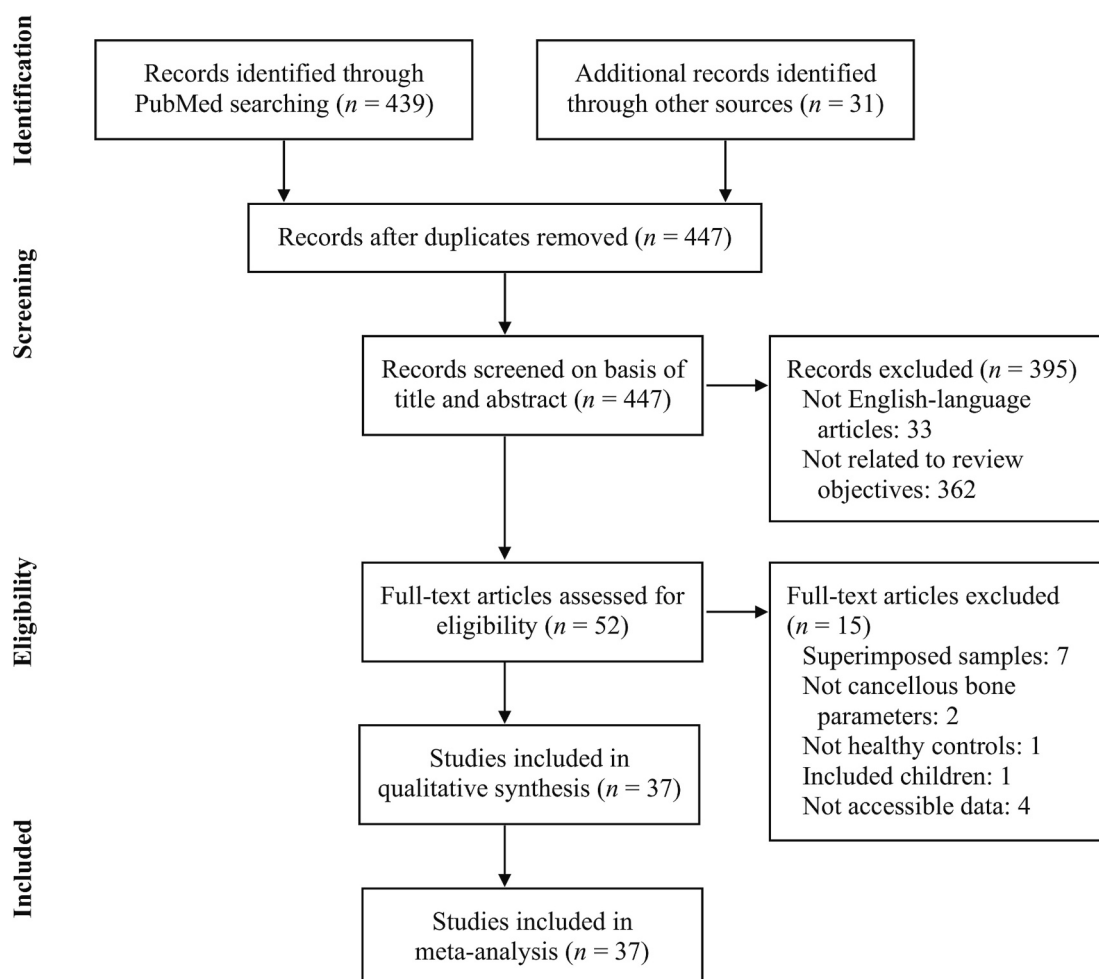 Identification
Records identified through
PubMed searching (n = 439)
Additional records identified
through other sources (n = 31)
Records after duplicates removed (n = 447)
Screening
Records screened on basis of
title and abstract (n = 447)
Records excluded (n = 395)
Not English-language
articles: 33
Not related to review
objectives: 362
Eligibility
Full-text articles assessed for
eligibility (n = 52)
Full-text articles excluded
(n = 15)
Superimposed samples: 7
Not cancellous bone
parameters: 2
Not healthy controls: 1
Included children: 1
Not accessible data: 4
Studies included in
qualitative synthesis (n = 37)
Included
Studies included in
meta-analysis (n = 37)